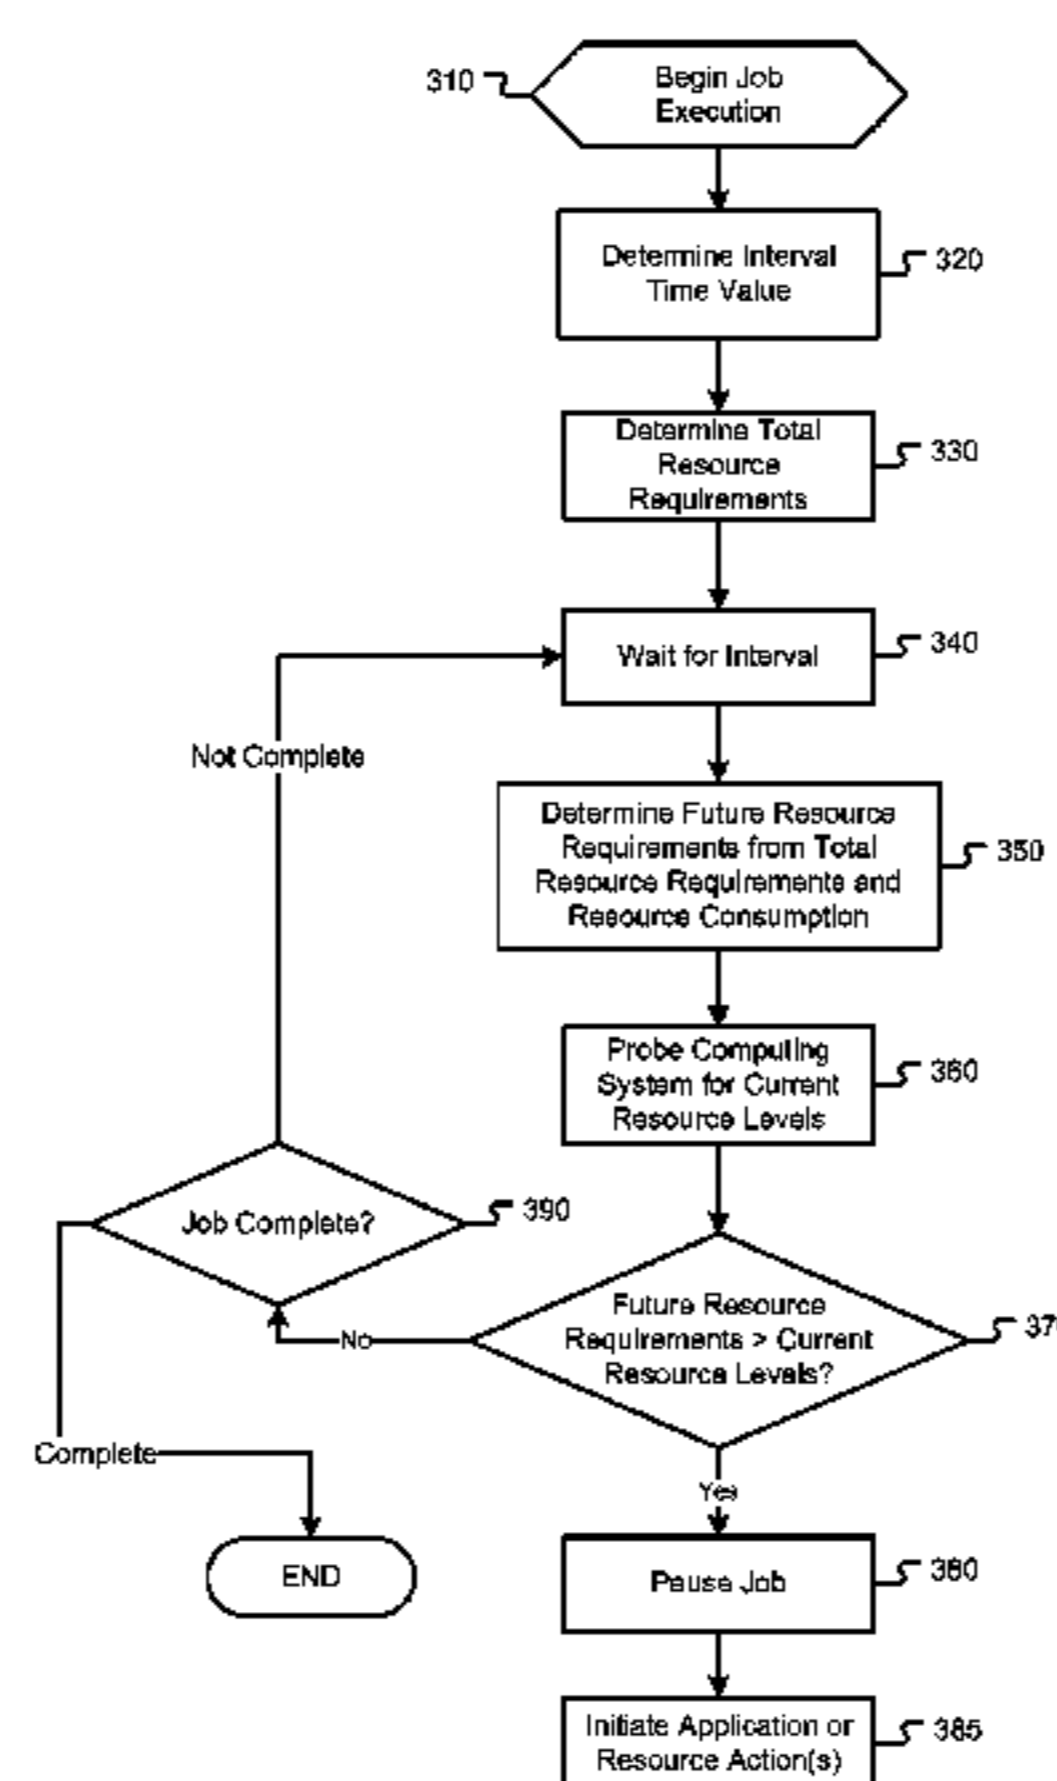 310
Begin Job
Execution
Determine Interval
Time Value
320
Determine Total
Resource
Requirements
330
Wait for Interval
340
Not Complete
Determine Future Resource
Requirements from Total
Resource Requirements and
Resource Consumption
350
Probe Computing
System for Current
Resource Levels
360
Job Complete?
390
Future Resource
Requirements > Current
Resource Levels?
No
Complete
Yes
END
Pause Job
380
Initiate Application or
Resource Action(s)
385